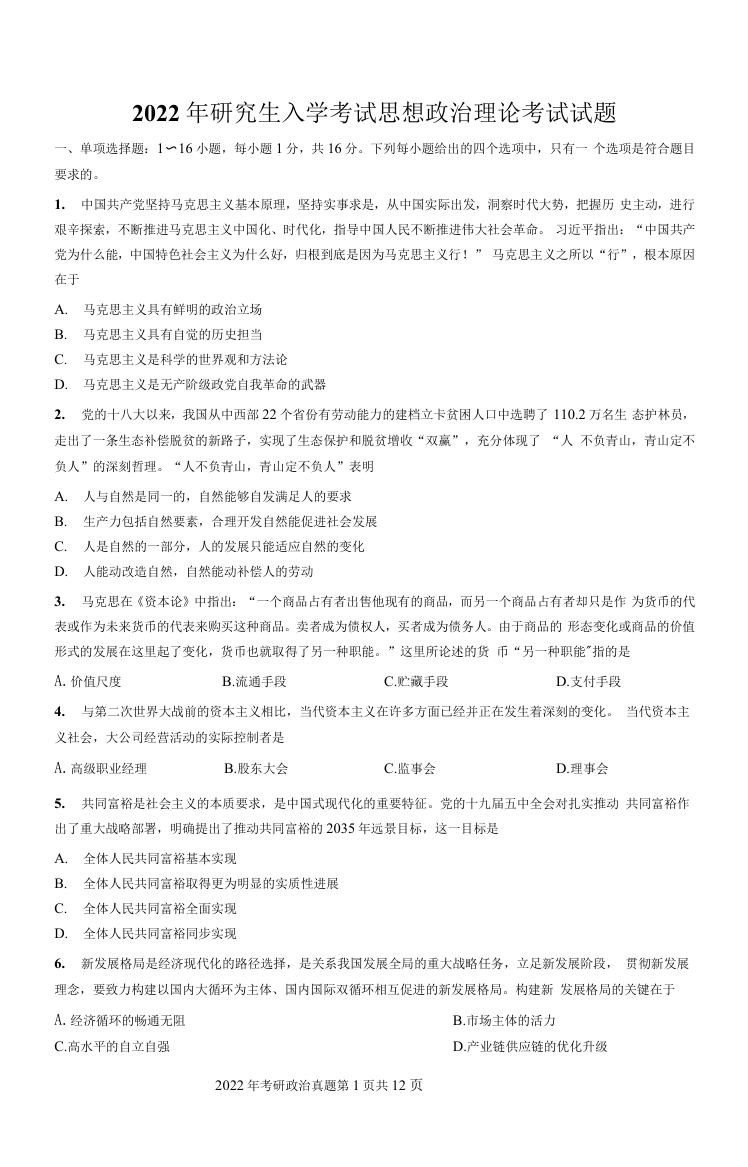 2022 年研究生入学考试思想政治理论考试试题
一、单项选择题：1∽16 小题，每小题 1 分，共 16 分。下列每小题给出的四个选项中，只有一 个选项是符合题目
要求的。
1. 中国共产党坚持马克思主义基本原理，坚持实事求是，从中国实际出发，洞察时代大势，把握历 史主动，进行
艰辛探索，不断推进马克思主义中国化、时代化，指导中国人民不断推进伟大社会革命。 习近平指出：“中国共产
党为什么能，中国特色社会主义为什么好，归根到底是因为马克思主义行！” 马克思主义之所以“行”，根本原因
在于
A. 马克思主义具有鲜明的政治立场
B. 马克思主义具有自觉的历史担当
C. 马克思主义是科学的世界观和方法论
D. 马克思主义是无产阶级政党自我革命的武器
2. 党的十八大以来，我国从中西部 22 个省份有劳动能力的建档立卡贫困人口中选聘了 110.2 万名生 态护林员，
走出了一条生态补偿脱贫的新路子，实现了生态保护和脱贫增收“双赢”，充分体现了 “人 不负青山，青山定不
负人”的深刻哲理。“人不负青山，青山定不负人”表明
A. 人与自然是同一的，自然能够自发满足人的要求
B. 生产力包括自然要素，合理开发自然能促进社会发展
C. 人是自然的一部分，人的发展只能适应自然的变化
D. 人能动改造自然，自然能动补偿人的劳动
3. 马克思在《资本论》中指出：“一个商品占有者出售他现有的商品，而另一个商品占有者却只是作 为货币的代
表或作为未来货币的代表来购买这种商品。卖者成为债权人，买者成为债务人。由于商品的 形态变化或商品的价值
形式的发展在这里起了变化，货币也就取得了另一种职能。”这里所论述的货 币“另一种职能"指的是
A. 价值尺度 B.流通手段 C.贮藏手段 D.支付手段
4. 与第二次世界大战前的资本主义相比，当代资本主义在许多方面已经并正在发生着深刻的变化。 当代资本主
义社会，大公司经营活动的实际控制者是
A. 高级职业经理 B.股东大会 C.监事会 D.理事会
5. 共同富裕是社会主义的本质要求，是中国式现代化的重要特征。党的十九届五中全会对扎实推动 共同富裕作
出了重大战略部署，明确提出了推动共同富裕的 2035 年远景目标，这一目标是
A. 全体人民共同富裕基本实现
B. 全体人民共同富裕取得更为明显的实质性进展
C. 全体人民共同富裕全面实现
D. 全体人民共同富裕同步实现
6. 新发展格局是经济现代化的路径选择，是关系我国发展全局的重大战略任务，立足新发展阶段， 贯彻新发展
理念，要致力构建以国内大循环为主体、国内国际双循环相互促进的新发展格局。构建新 发展格局的关键在于
A. 经济循环的畅通无阻 B.市场主体的活力
C.高水平的自立自强 D.产业链供应链的优化升级
2022 年考研政治真题第 1 页共 12 页